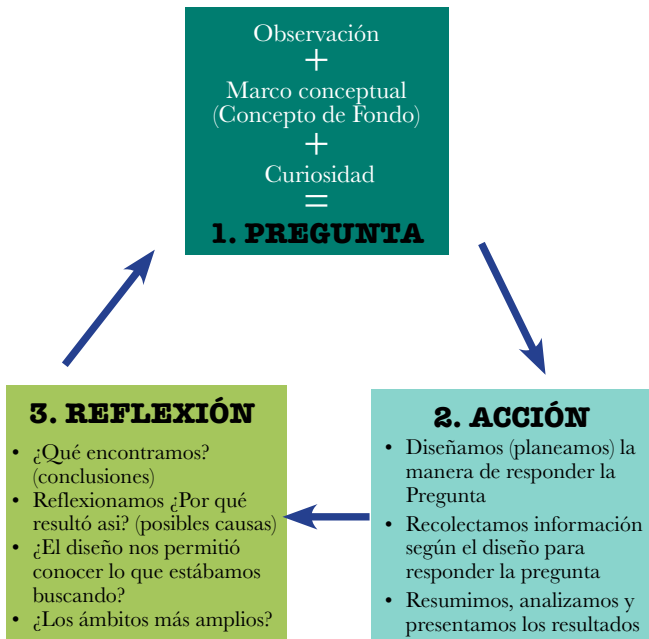 Observación
+
Marco conceptual
(Concepto de Fondo)
+
Curiosidad
=
1. PREGUNTA
3. REFLEXIÓN
• ¿Qué encontramos?
(conclusiones)
• Reflexionamos ¿Por qué
resultó asi? (posibles causas)
• ¿El diseño nos permitió
conocer lo que estábamos
buscando?
• ¿Los ámbitos más amplios?
2. ACCIÓN
• Diseñamos (planeamos) la
manera de responder la
Pregunta
• Recolectamos información
según el diseño para
responder la pregunta
• Resumimos, analizamos y
presentamos los resultados